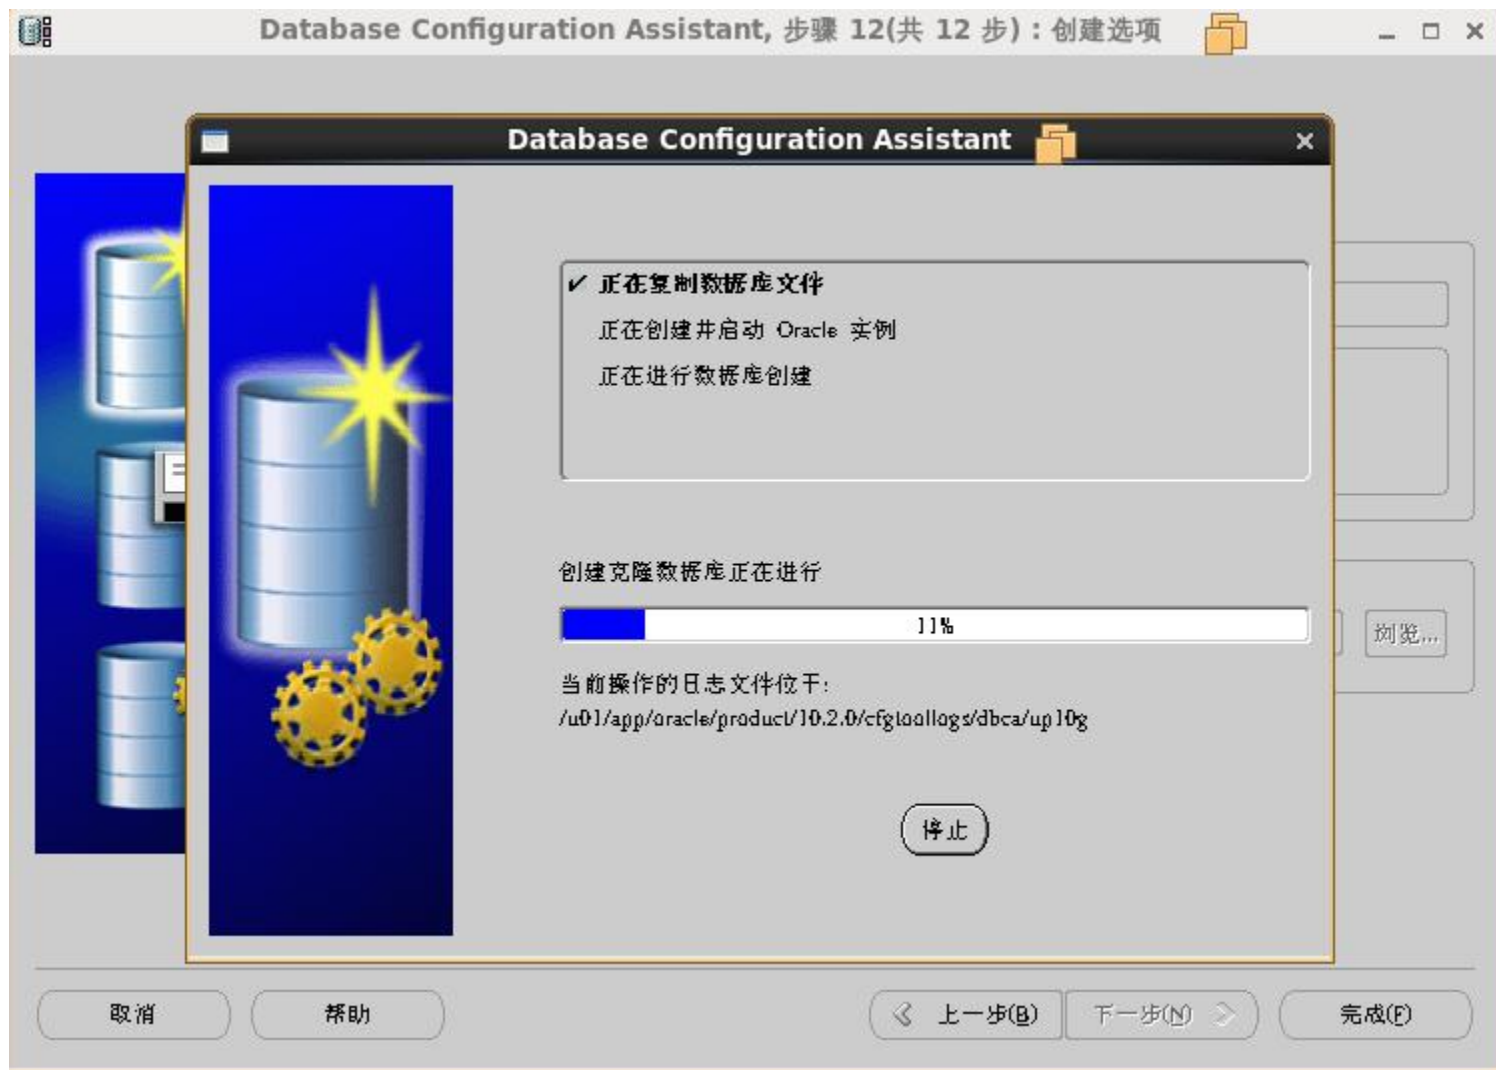 Database Configuration Assistant, 步骤 12(共 12 步) : 创建选项
Database Configuration Assistant
✔ 正在复制数据库文件
正在创建并启动 Oracle 实例
正在进行数据库创建
创建克隆数据库正在进行
11%
浏览...
当前操作的日志文件位于:
/u01/app/oracle/product/10.2.0/cfgtoollogs/dbca/up10g
停止
取消
帮助
上一步(B)
下一步(N)
完成(F)